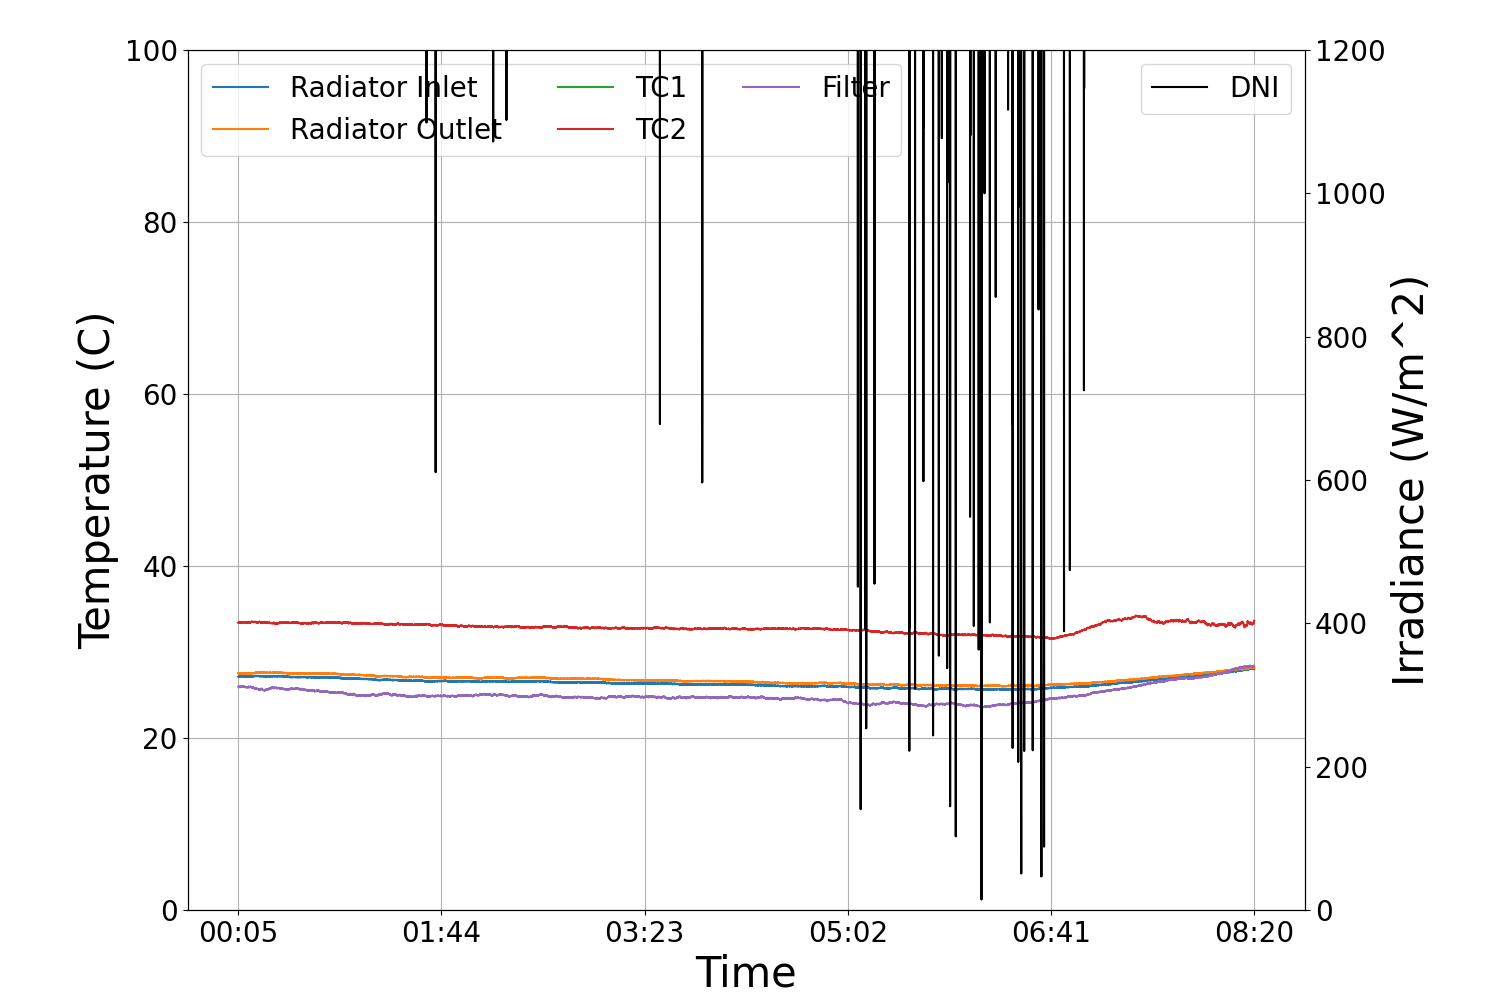 100
80
60
40
20
0
Temperature (C)
Radiator Inlet
Radiator Outlet
TC1
TC2
Filter
DNI
1200
1000
800
600
400
200
0
Irradiance (W/m^2)
00:05 01:44 03:23 05:02 06:41 08:20
Time